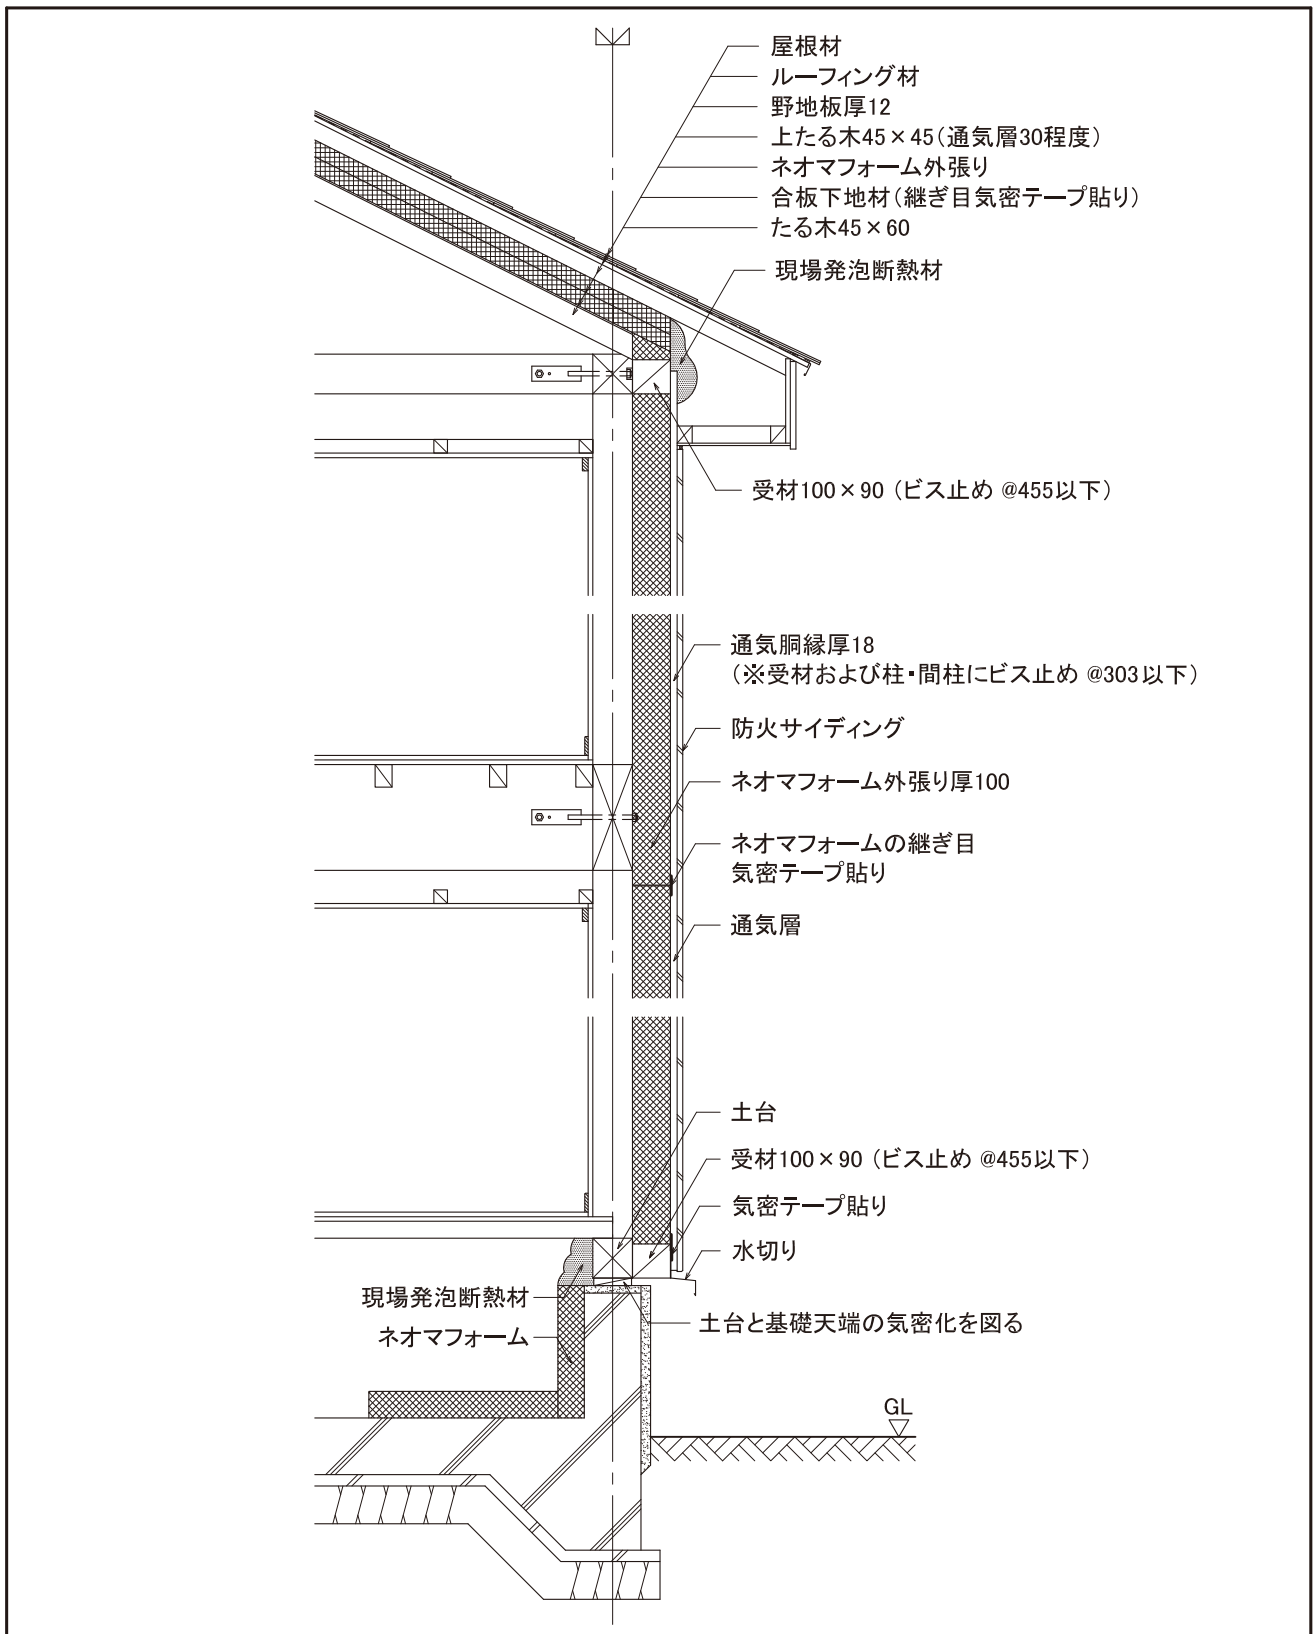 屋根材
ルーフィング材
野地板厚12
上たる木45×45(通気層30程度)
ネオマフォーム外張り
合板下地材(継ぎ目気密テープ貼り)
たる木45×60
現場発泡断熱材
受材100×90 (ビス止め @455以下)
通気胴縁厚18
(※受材および柱・間柱にビス止め @303以下)
防火サイディング
ネオマフォーム外張り厚100
ネオマフォームの継ぎ目
気密テープ貼り
通気層
土台
受材100×90 (ビス止め @455以下)
気密テープ貼り
水切り
現場発泡断熱材
土台と基礎天端の気密化を図る
ネオマフォーム
GL